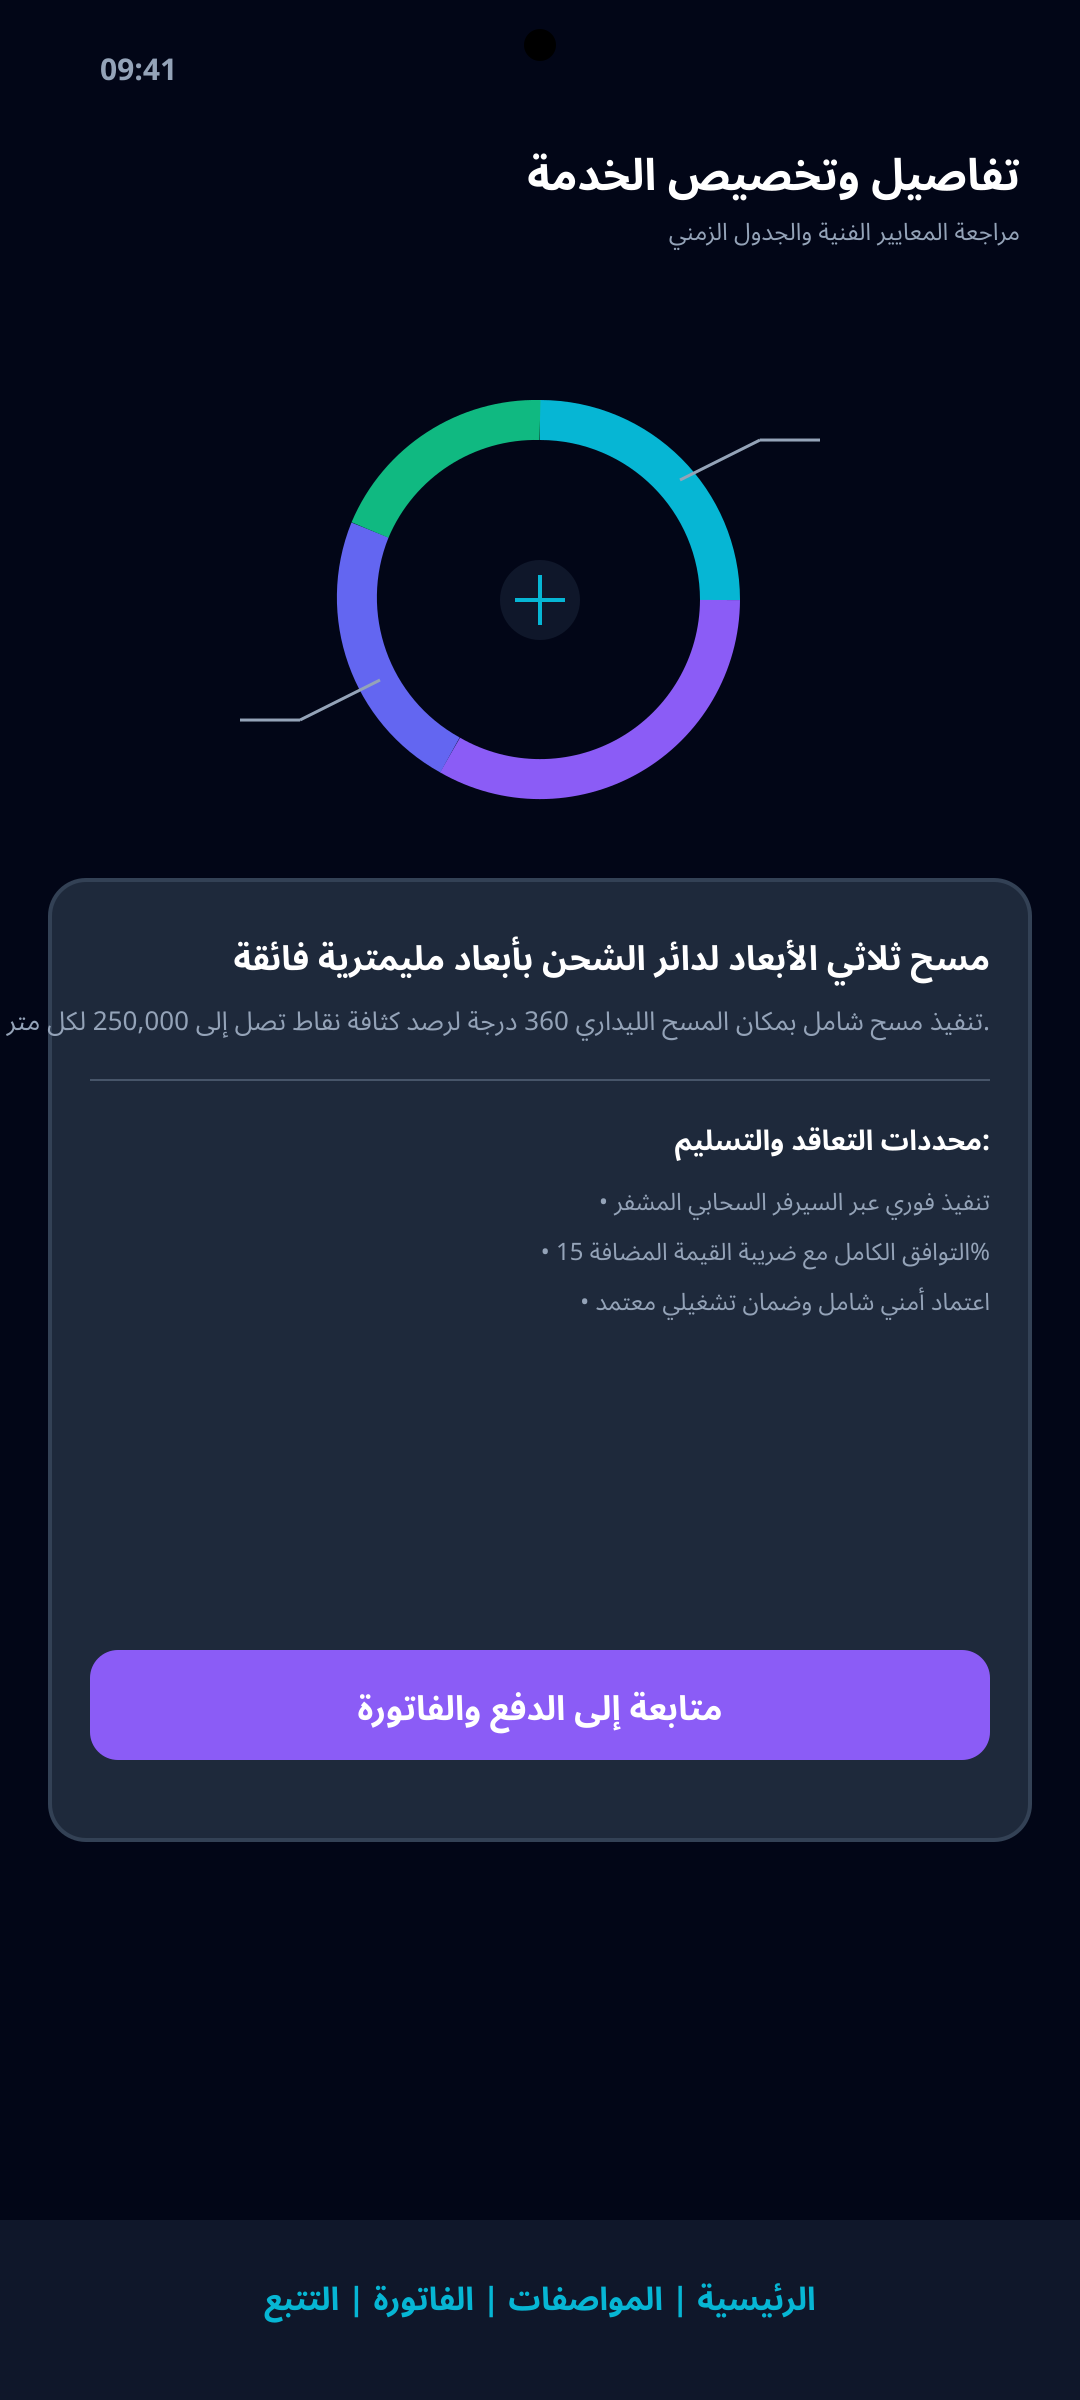 09:41
تفاصيل وتخصيص الخدمة
مراجعة المعايير الفنية والجدول الزمني
مسح ثلاثي الأبعاد لدائر الشحن بأبعاد مليمترية فائقة
تنفيذ مسح شامل بمكان المسح الليداري 360 درجة لرصد كثافة نقاط تصل إلى 250,000 لكل متر.
محددات التعاقد والتسليم:
تنفيذ فوري عبر السيرفر السحابي المشفر •
%التوافق الكامل مع ضريبة القيمة المضافة 15 •
اعتماد أمني شامل وضمان تشغيلي معتمد •
متابعة إلى الدفع والفاتورة
الرئيسية | المواصفات | الفاتورة | التتبع